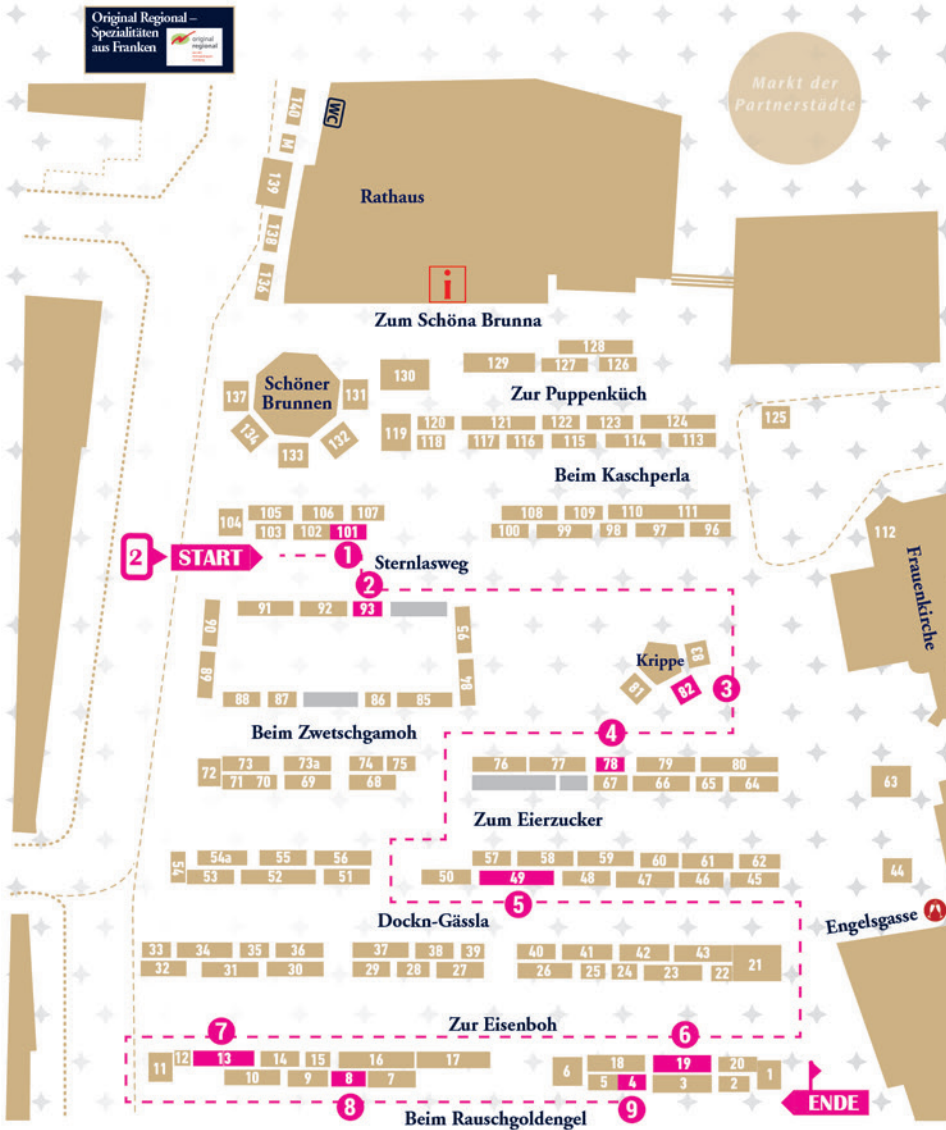 Original Regional –
Spezialitäten
aus Franken
original
regional
Markt der
Partnerstädte
140
WC
M
139
Rathaus
138
136
i
Zum Schöna Brunna
128
129 127 126
130
137 Schöner
Brunnen 131
Zur Puppenküch
134 133 132
119 120 121 122 123 124
118 117 116 115 114 113
125
Beim Kaschperla
104 105 106 107
103 102 101
108 109 110 111
100 99 98 97 96
112
Frauenkirche
2 START
1
2 Sternlasweg
90 91 92 93 95
89 84
88 87 86 85
Krippe 83
81 82 3
Beim Zwetschgamoh
4
72 73 73a 74 75
71 70 69 68
76 77 78 79 80
67 66 65 64
63
Zum Eierzucker
54 54a 55 56
53 52 51
57 58 59 60 61 62
50 49 48 47 46 45
44
5
Dockn-Gässla
Engelsgasse
33 34 35 36 37 38 39 40 41 42 43
32 31 30 29 28 27 26 25 24 23 22 21
7 Zur Eisenboh 6
11 12 13 14 15 16 17
10 9 8 7
6 18 19 20 1
5 4 3 2
8 9
Beim Rauschgoldengel
ENDE